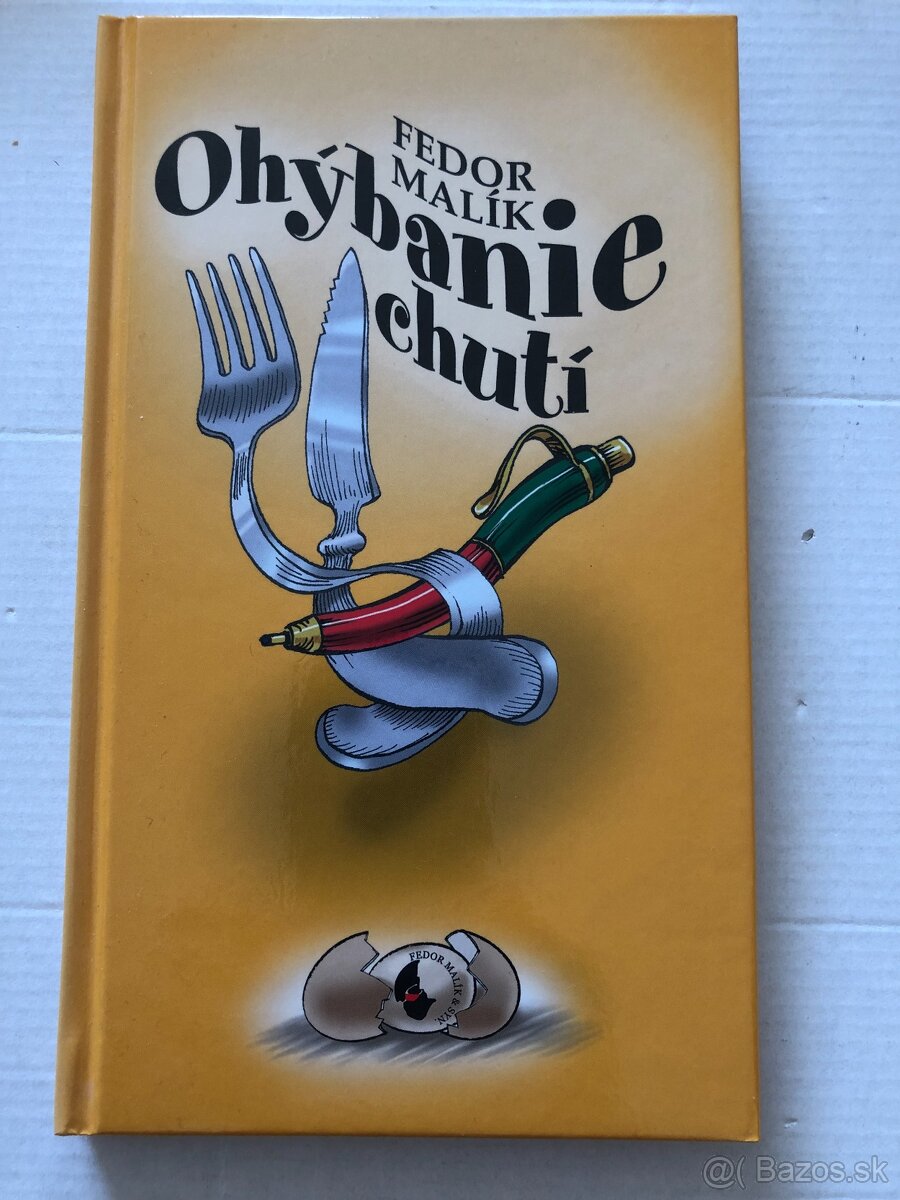 FEDOR
MALÍK
Ohýbanie
chutí
FEDOR MALÍK & SYN.
@( Bazos.sk